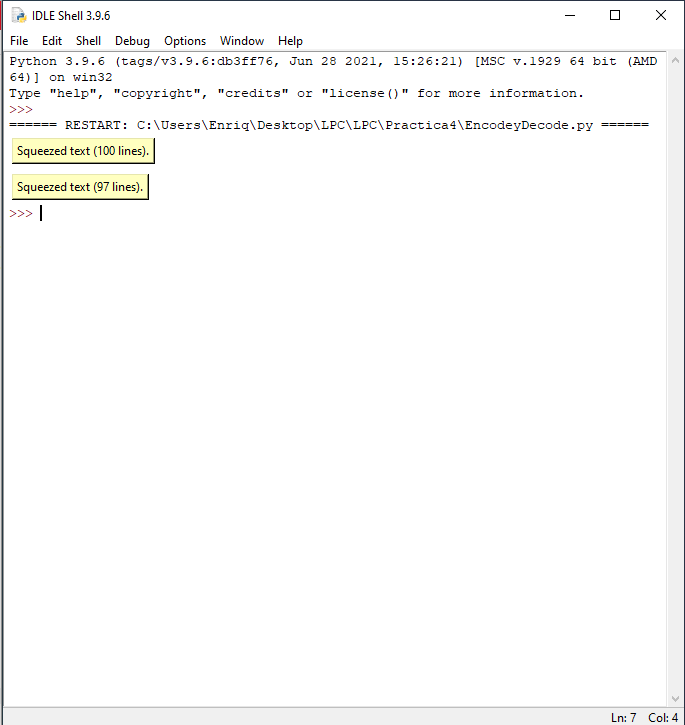 IDLE Shell 3.9.6
File Edit Shell Debug Options Window Help
Python 3.9.6 (tags/v3.9.6:db3ff76, Jun 28 2021, 15:26:21) [MSC v.1929 64 bit (AMD
64)] on win32
Type "help", "copyright", "credits" or "license()" for more information.
>>>
====== RESTART: C:\Users\Enriq\Desktop\LPC\LPC\Practica4\EncodeyDecode.py ======
Squeezed text (100 lines).
Squeezed text (97 lines).
>>>
Ln: 7 Col: 4